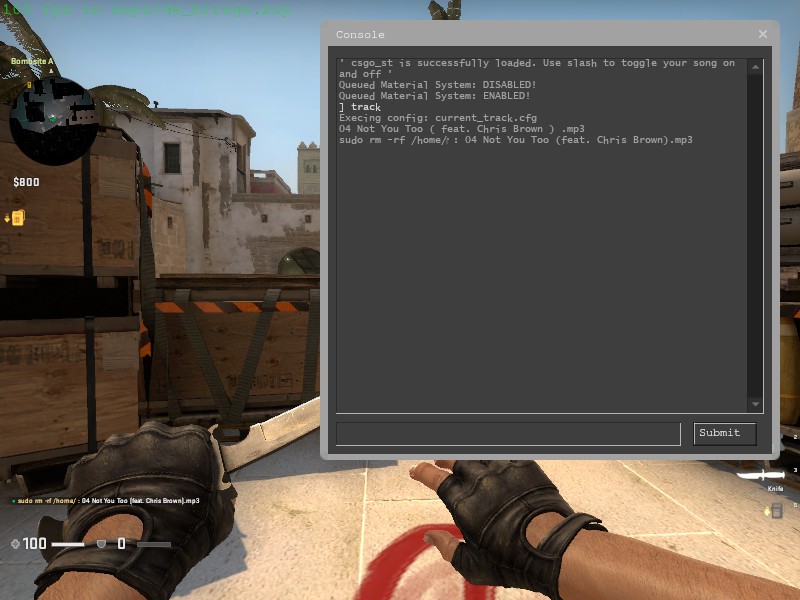 Console
' csgo_st is successfully loaded. Use slash to toggle your song on
and off '
Queued Material System: DISABLED!
Queued Material System: ENABLED!
] track
Execing config: current_track.cfg
04 Not You Too ( feat. Chris Brown ) .mp3
sudo rm -rf /home/ : 04 Not You Too (feat. Chris Brown).mp3
Submit
Bombsite A
$800
sudo rm -rf /home/ : 04 Not You Too (feat. Chris Brown).mp3
100
0
2
3
Knife
5